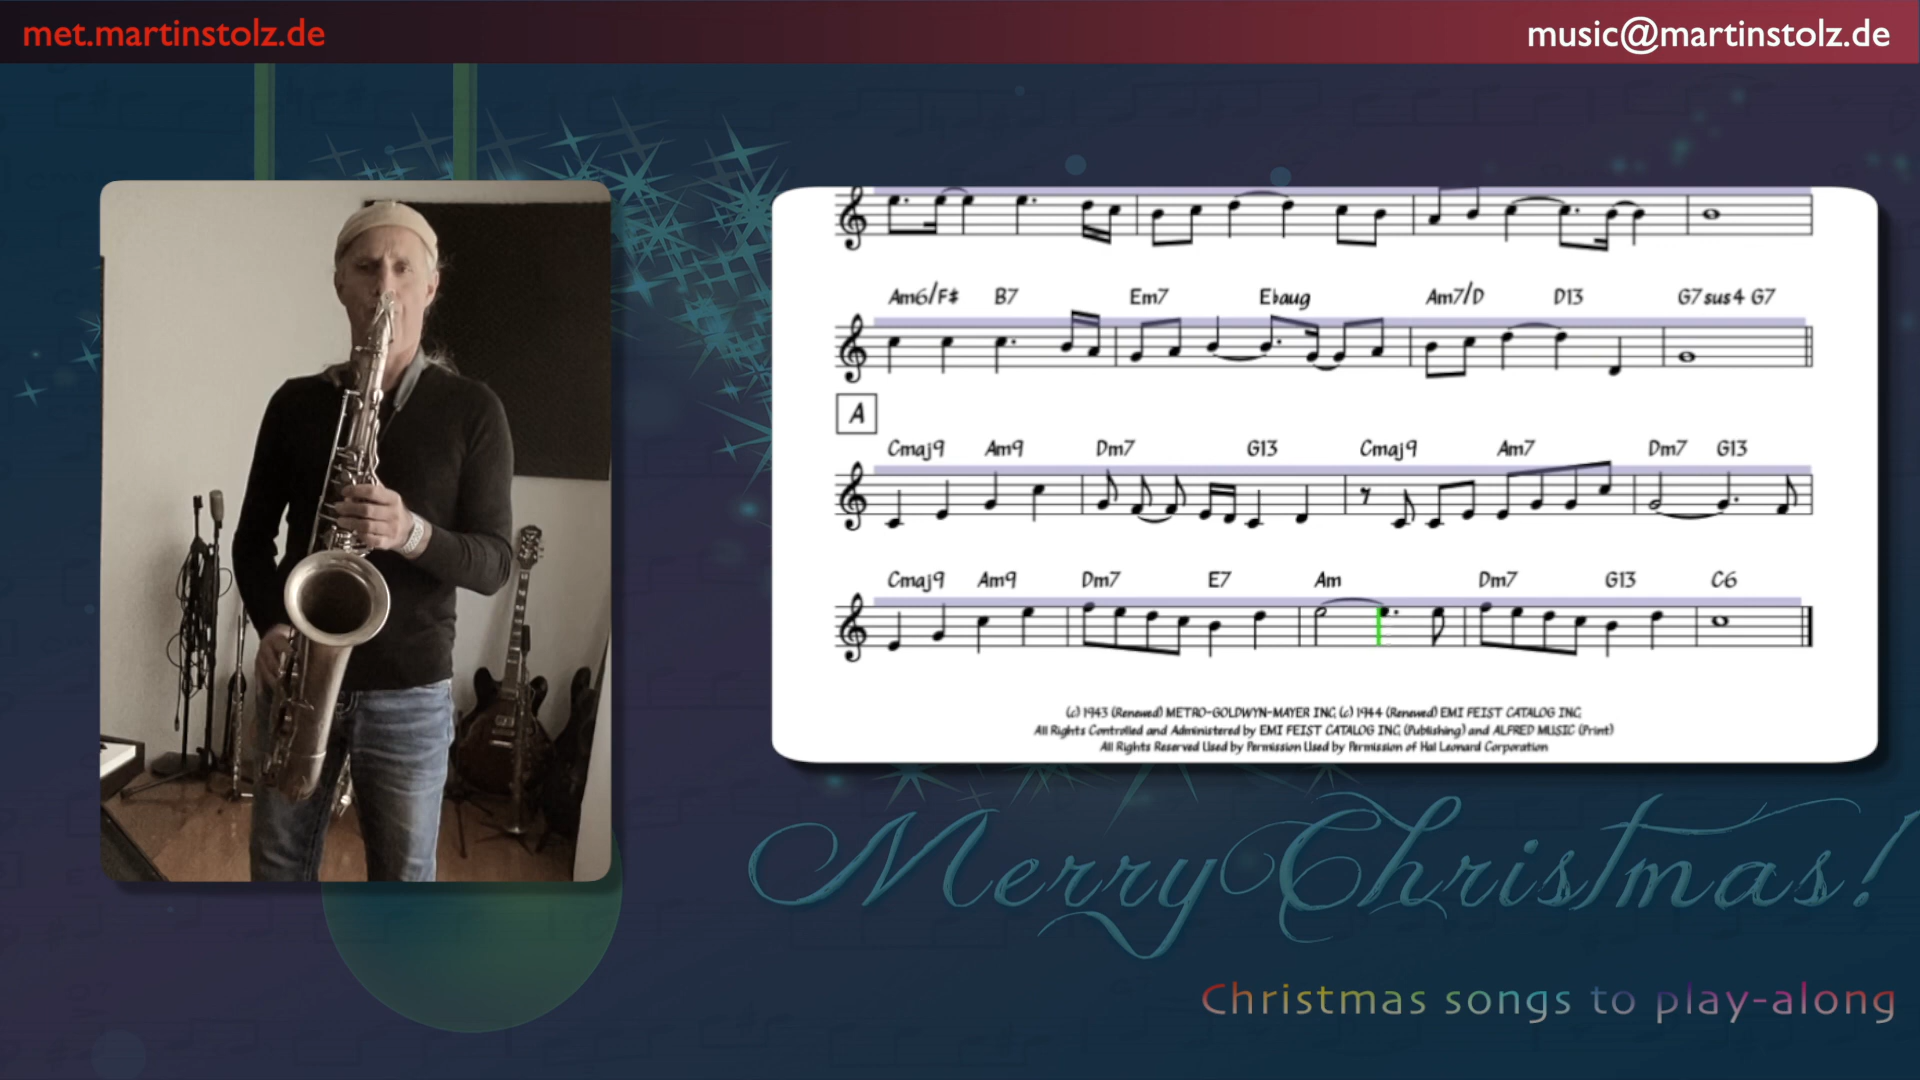 met.martinstolz.de
music@martinstolz.de
Am6/F♯ B7 Em7 E♭aug Am7/D D13 G7sus4 G7
A
Cmaj9 Am9 Dm7 G13 Cmaj9 Am7 Dm7 G13
Cmaj9 Am9 Dm7 E7 Am Dm7 G13 C6
(c) 1943 (Renewed) METRO-GOLDWYN-MAYER INC, (c) 1944 (Renewed) EMI FEIST CATALOG INC,
All Rights Controlled and Administered by EMI FEIST CATALOG INC, (Publishing) and ALFRED MUSIC (Print)
All Rights Reserved Used by Permission Used by Permission of Hal Leonard Corporation
Merry Christmas!
Christmas songs to play-along